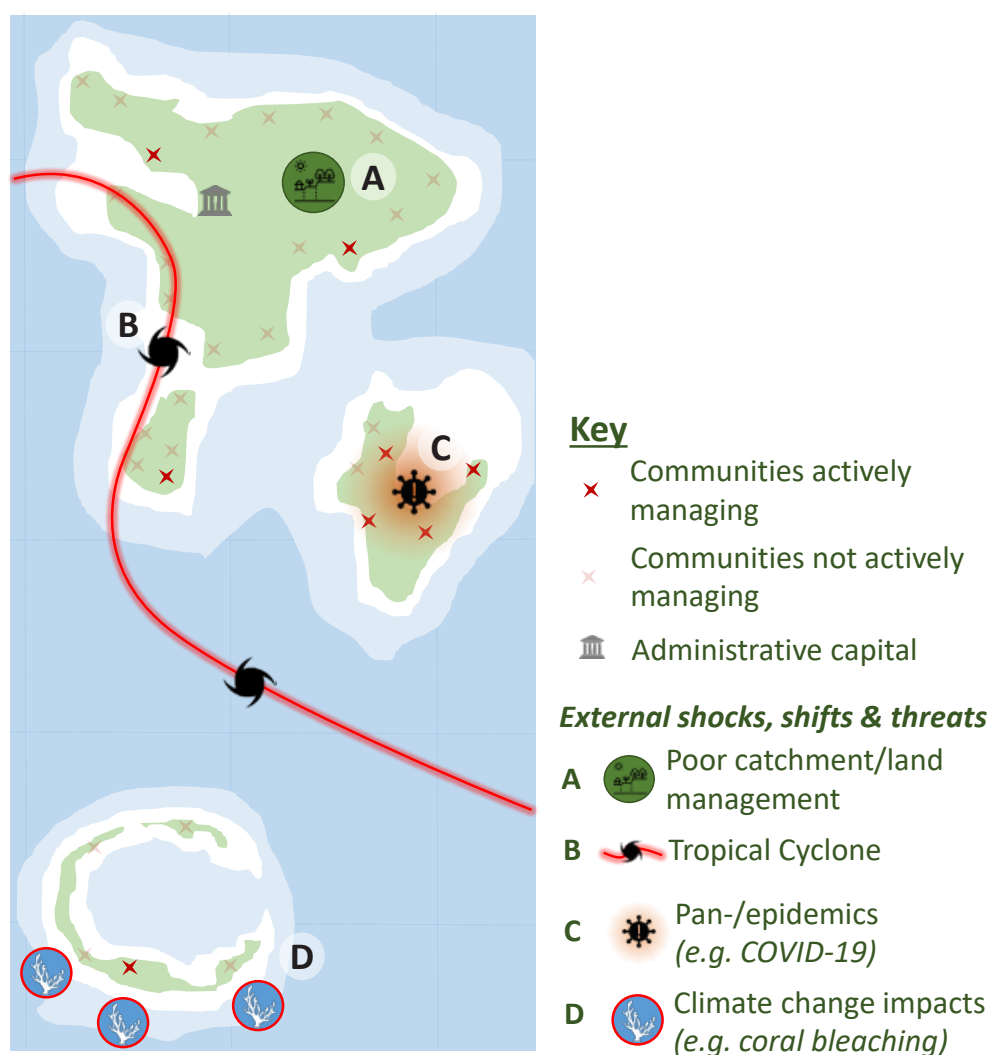 A
B
C
D
Key
Communities actively
managing
Communities not actively
managing
Administrative capital
External shocks, shifts & threats
A Poor catchment/land
management
B Tropical Cyclone
C Pan-/epidemics
(e.g. COVID-19)
D Climate change impacts
(e.g. coral bleaching)